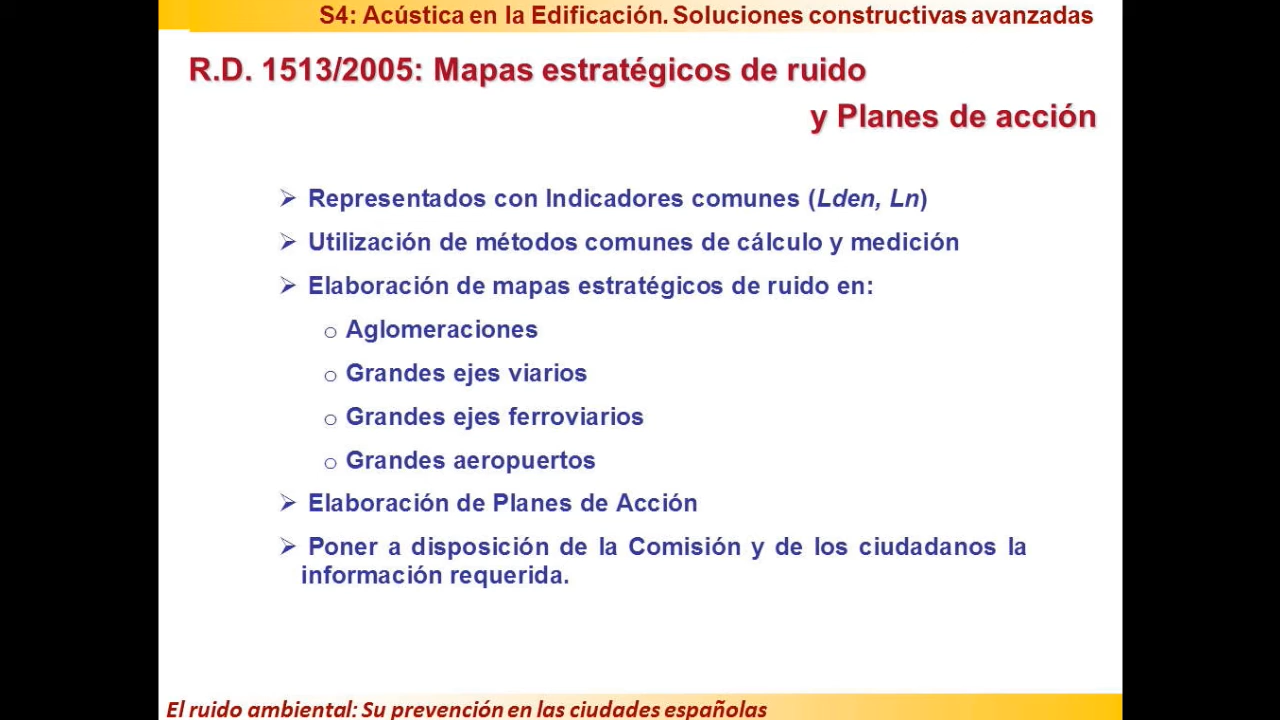 S4: Acústica en la Edificación. Soluciones constructivas avanzadas
R.D. 1513/2005: Mapas estratégicos de ruido
y Planes de acción
➢ Representados con Indicadores comunes (Lden, Ln)
➢ Utilización de métodos comunes de cálculo y medición
➢ Elaboración de mapas estratégicos de ruido en:
o Aglomeraciones
o Grandes ejes viarios
o Grandes ejes ferroviarios
o Grandes aeropuertos
➢ Elaboración de Planes de Acción
➢ Poner a disposición de la Comisión y de los ciudadanos la
información requerida.
El ruido ambiental: Su prevención en las ciudades españolas